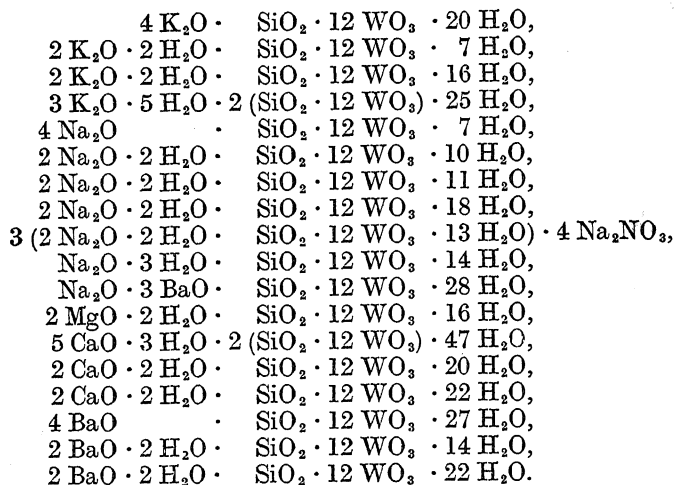 4 K₂O · SiO₂ · 12 WO₃ · 20 H₂O,
2 K₂O · 2 H₂O · SiO₂ · 12 WO₃ · 7 H₂O,
2 K₂O · 2 H₂O · SiO₂ · 12 WO₃ · 16 H₂O,
3 K₂O · 5 H₂O · 2 (SiO₂ · 12 WO₃) · 25 H₂O,
4 Na₂O · SiO₂ · 12 WO₃ · 7 H₂O,
2 Na₂O · 2 H₂O · SiO₂ · 12 WO₃ · 10 H₂O,
2 Na₂O · 2 H₂O · SiO₂ · 12 WO₃ · 11 H₂O,
2 Na₂O · 2 H₂O · SiO₂ · 12 WO₃ · 18 H₂O,
3 (2 Na₂O · 2 H₂O · SiO₂ · 12 WO₃ · 13 H₂O) · 4 Na₂NO₃,
Na₂O · 3 H₂O · SiO₂ · 12 WO₃ · 14 H₂O,
Na₂O · 3 BaO · SiO₂ · 12 WO₃ · 28 H₂O,
2 MgO · 2 H₂O · SiO₂ · 12 WO₃ · 16 H₂O,
5 CaO · 3 H₂O · 2 (SiO₂ · 12 WO₃) · 47 H₂O,
2 CaO · 2 H₂O · SiO₂ · 12 WO₃ · 20 H₂O,
2 CaO · 2 H₂O · SiO₂ · 12 WO₃ · 22 H₂O,
4 BaO · SiO₂ · 12 WO₃ · 27 H₂O,
2 BaO · 2 H₂O · SiO₂ · 12 WO₃ · 14 H₂O,
2 BaO · 2 H₂O · SiO₂ · 12 WO₃ · 22 H₂O.